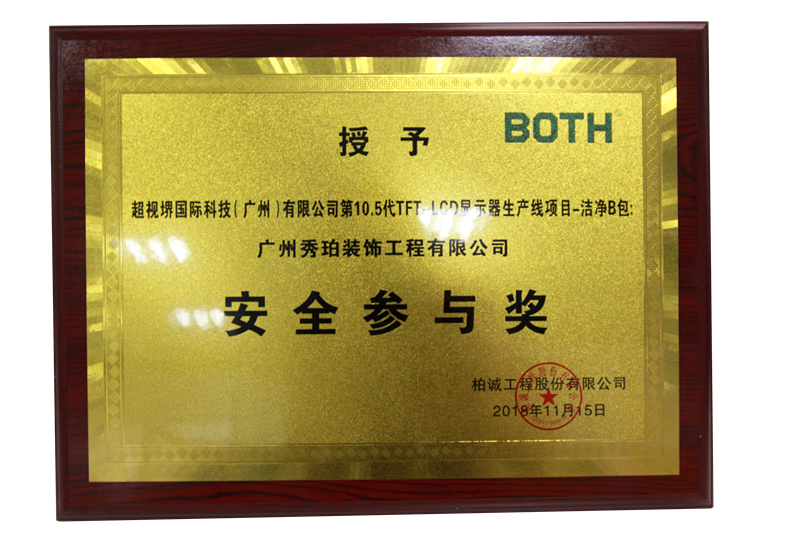 BOTH
授予
超视堺国际科技(广州)有限公司第10.5代TFT-LCD显示器生产线项目-洁净B包:
广州秀珀装饰工程有限公司
安全参与奖
柏诚工程股份有限公司
2018年11月15日